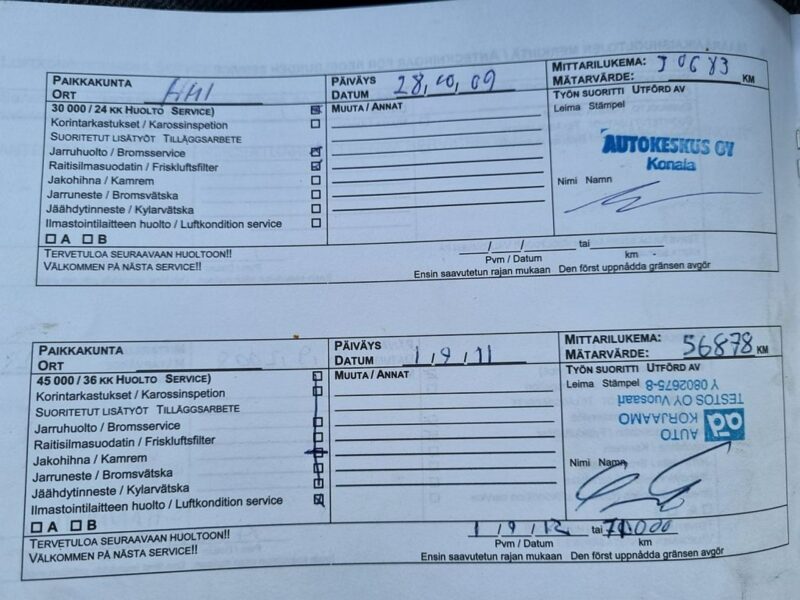 PAIKKAKUNTA
ORT HKI
PÄIVÄYS
DATUM 28,10,09
MITTARILUKEMA:
MÄTARVÄRDE: 30683 KM
30 000 / 24 KK HUOLTO SERVICE)
Korintarkastukset / Karossinspetion
SUORITETUT LISÄTYÖT TILLÄGGSARBETE
Jarruhuolto / Bromsservice
Raitisilmasuodatin / Friskluftsfilter
Jakohihna / Kamrem
Jarruneste / Bromsvätska
Jäähdytinneste / Kylarvätska
Ilmastointilaitteen huolto / Luftkondition service
A B
MUUTA / ANNAT
TYÖN SUORITTI UTFÖRD AV
Leima Stämpel
AUTOKESKUS OY
Konala
Nimi Namn
TERVETULOA SEURAAVAAN HUOLTOON!!
VÄLKOMMEN PÅ NÄSTA SERVICE!!
/ / tai
Pvm / Datum km
Ensin saavutetun rajan mukaan Den först uppnådda gränsen avgör
PAIKKAKUNTA
ORT
PÄIVÄYS
DATUM 1,9,11
MITTARILUKEMA:
MÄTARVÄRDE: 56878 KM
45 000 / 36 KK HUOLTO SERVICE)
Korintarkastukset / Karossinspetion
SUORITETUT LISÄTYÖT TILLÄGGSARBETE
Jarruhuolto / Bromsservice
Raitisilmasuodatin / Friskluftsfilter
Jakohihna / Kamrem
Jarruneste / Bromsvätska
Jäähdytinneste / Kylarvätska
Ilmastointilaitteen huolto / Luftkondition service
A B
MUUTA / ANNAT
TYÖN SUORITTI UTFÖRD AV
Leima Stämpel
ad AUTO
KORJAAMO
TESTOS OY Vuosaari
Y 0802675-8
Nimi Namn
TERVETULOA SEURAAVAAN HUOLTOON!!
VÄLKOMMEN PÅ NÄSTA SERVICE!!
1/9/12 tai 71000
Pvm / Datum km
Ensin saavutetun rajan mukaan Den först uppnådda gränsen avgör